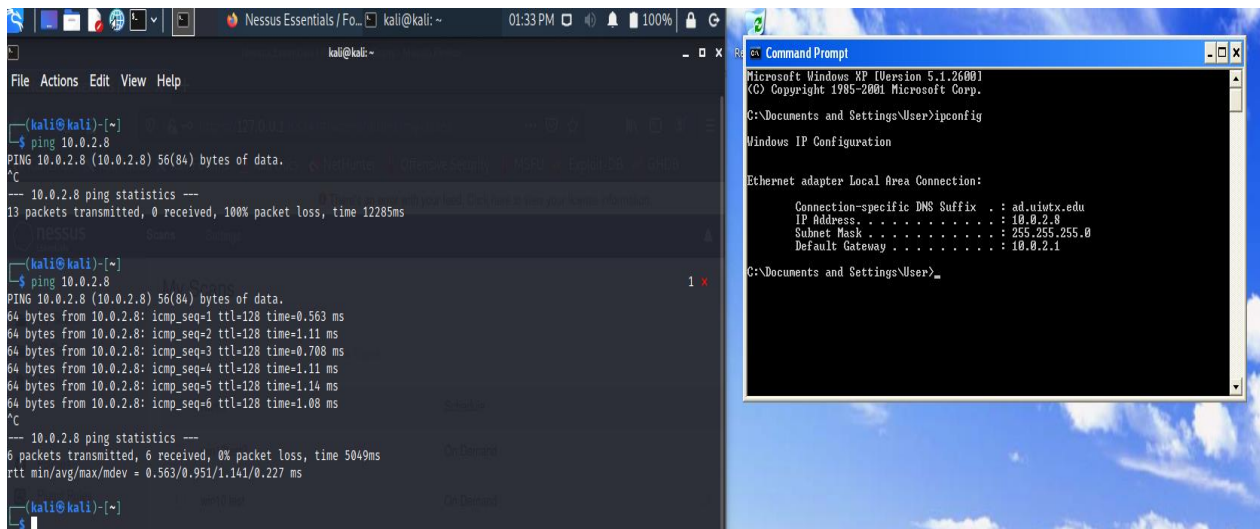 Nessus Essentials / Fo... kali@kali: ~ 01:33 PM 100%
kali@kali: ~
File Actions Edit View Help
┌──(kali㉿kali)-[~]
└─$ ping 10.0.2.8
PING 10.0.2.8 (10.0.2.8) 56(84) bytes of data.
^C
--- 10.0.2.8 ping statistics ---
13 packets transmitted, 0 received, 100% packet loss, time 12285ms
┌──(kali㉿kali)-[~]
└─$ ping 10.0.2.8
1 ⨯
PING 10.0.2.8 (10.0.2.8) 56(84) bytes of data.
64 bytes from 10.0.2.8: icmp_seq=1 ttl=128 time=0.563 ms
64 bytes from 10.0.2.8: icmp_seq=2 ttl=128 time=1.11 ms
64 bytes from 10.0.2.8: icmp_seq=3 ttl=128 time=0.708 ms
64 bytes from 10.0.2.8: icmp_seq=4 ttl=128 time=1.11 ms
64 bytes from 10.0.2.8: icmp_seq=5 ttl=128 time=1.14 ms
64 bytes from 10.0.2.8: icmp_seq=6 ttl=128 time=1.08 ms
^C
--- 10.0.2.8 ping statistics ---
6 packets transmitted, 6 received, 0% packet loss, time 5049ms
rtt min/avg/max/mdev = 0.563/0.951/1.141/0.227 ms
┌──(kali㉿kali)-[~]
└─$
nessus
Scans
My Scans
On Demand
On Demand
Re
Command Prompt
Microsoft Windows XP [Version 5.1.2600]
(C) Copyright 1985-2001 Microsoft Corp.
C:\Documents and Settings\User>ipconfig
Windows IP Configuration
Ethernet adapter Local Area Connection:
Connection-specific DNS Suffix . : ad.uiwtx.edu
IP Address. . . . . . . . . . . . : 10.0.2.8
Subnet Mask . . . . . . . . . . . : 255.255.255.0
Default Gateway . . . . . . . . . : 10.0.2.1
C:\Documents and Settings\User>_